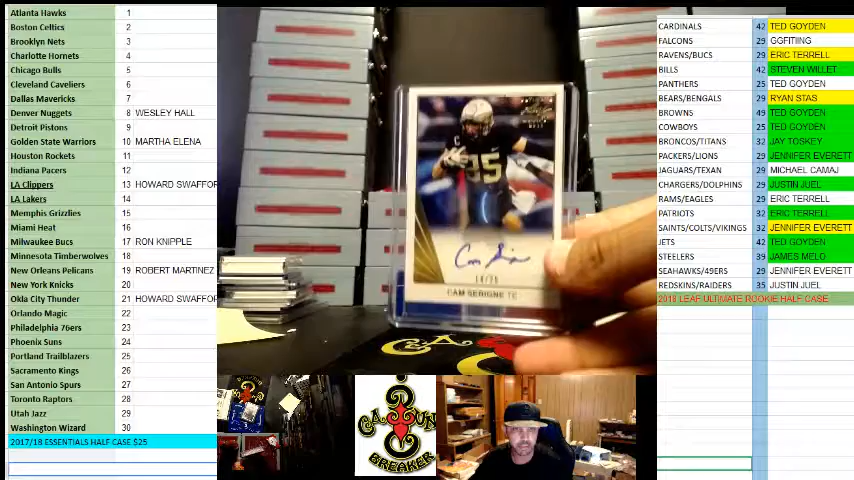 Atlanta Hawks 1
Boston Celtics 2
Brooklyn Nets 3
Charlotte Hornets 4
Chicago Bulls 5
Cleveland Caveliers 6
Dallas Mavericks 7
Denver Nuggets 8 WESLEY HALL
Detroit Pistons 9
Golden State Warriors 10 MARTHA ELENA
Houston Rockets 11
Indiana Pacers 12
LA Clippers 13 HOWARD SWAFFOR
LA Lakers 14
Memphis Grizzlies 15
Miami Heat 16
Milwaukee Bucs 17 RON KNIPPLE
Minnesota Timberwolves 18
New Orleans Pelicans 19 ROBERT MARTINEZ
New York Knicks 20
Okla City Thunder 21 HOWARD SWAFFOR
Orlando Magic 22
Philadelphia 76ers 23
Phoenix Suns 24
Portland Trailblazers 25
Sacramento Kings 26
San Antonio Spurs 27
Toronto Raptors 28
Utah Jazz 29
Washington Wizard 30
2017/18 ESSENTIALS HALF CASE $25
85
CAM SERIGNE TE
CAJUN
BREAKER
CARDINALS 42 TED GOYDEN
FALCONS 29 GGFITIING
RAVENS/BUCS 29 ERIC TERRELL
BILLS 42 STEVEN WILLET
PANTHERS 25 TED GOYDEN
BEARS/BENGALS 29 RYAN STAS
BROWNS 49 TED GOYDEN
COWBOYS 25 TED GOYDEN
BRONCOS/TITANS 32 JAY TOSKEY
PACKERS/LIONS 29 JENNIFER EVERETT
JAGUARS/TEXAN 29 MICHAEL CAMAJ
CHARGERS/DOLPHINS 29 JUSTIN JUEL
RAMS/EAGLES 29 ERIC TERRELL
PATRIOTS 32 ERIC TERRELL
SAINTS/COLTS/VIKINGS 32 JENNIFER EVERETT
JETS 42 TED GOYDEN
STEELERS 39 JAMES MELO
SEAHAWKS/49ERS 29 JENNIFER EVERETT
REDSKINS/RAIDERS 35 JUSTIN JUEL
2018 LEAF ULTIMATE ROOKIE HALF CASE